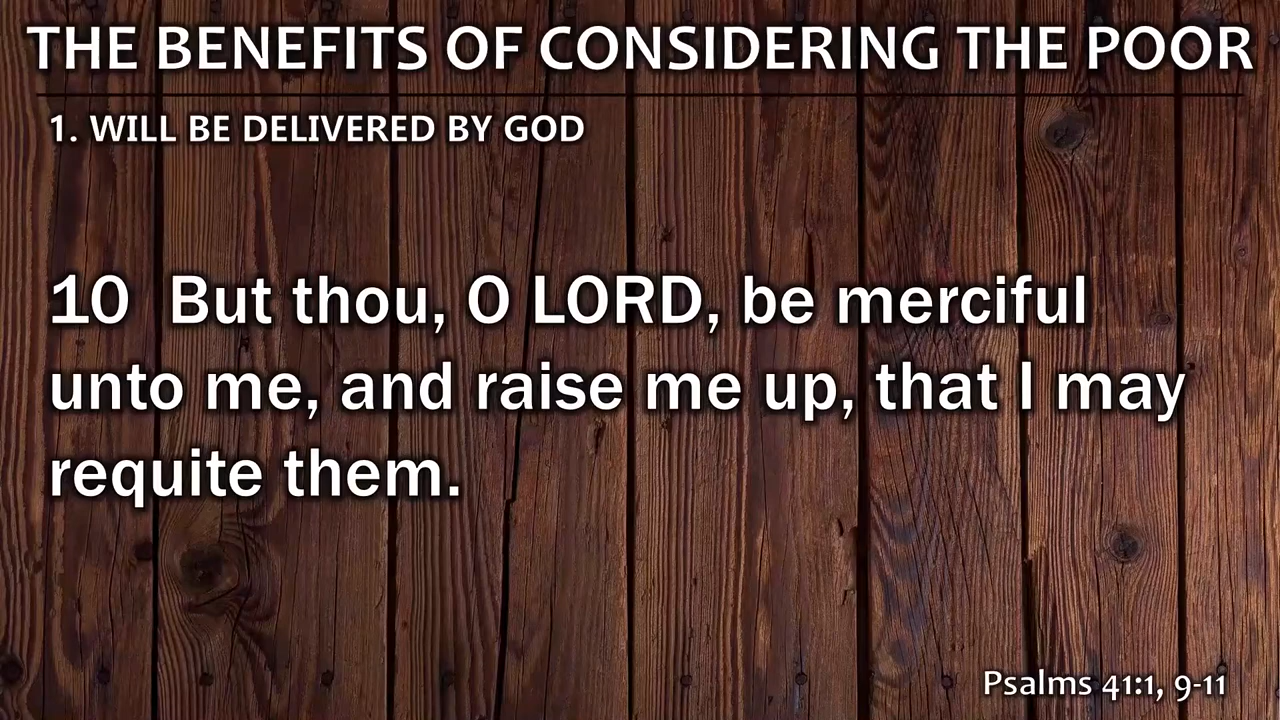 THE BENEFITS OF CONSIDERING THE POOR
1. WILL BE DELIVERED BY GOD
10 But thou, O LORD, be merciful
unto me, and raise me up, that I may
requite them.
Psalms 41:1, 9-11